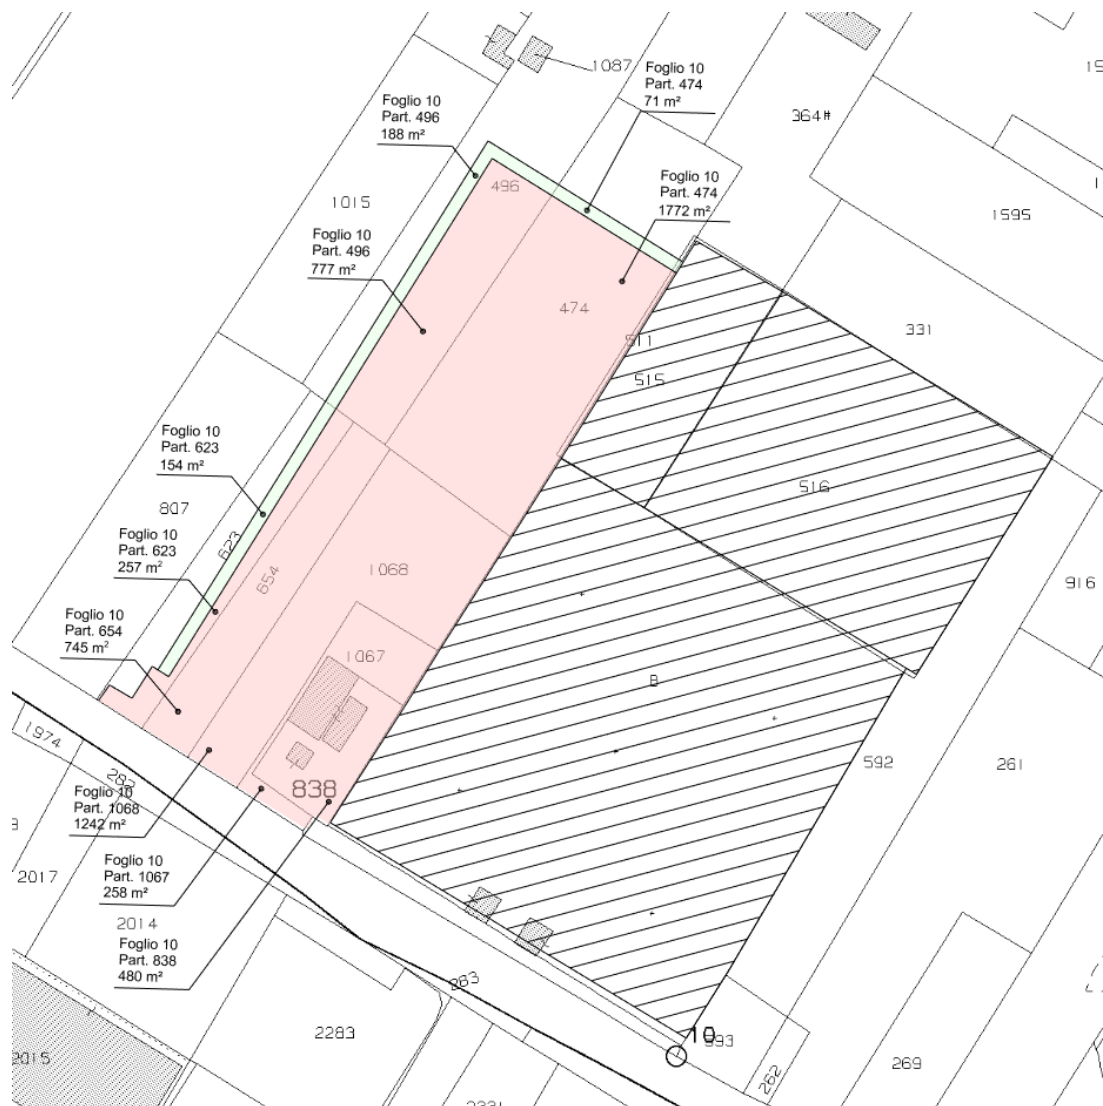 1087
Foglio 10
Part. 474
71 m²
Foglio 10
Part. 496
188 m²
364#
Foglio 10
Part. 474
1772 m²
496
1015
1595
Foglio 10
Part. 496
777 m²
474
331
511
515
Foglio 10
Part. 623
154 m²
516
807
Foglio 10
Part. 623
257 m²
623
654
1068
916
Foglio 10
Part. 654
745 m²
1067
B
1974
282
592
261
838
Foglio 10
Part. 1068
1242 m²
Foglio 10
Part. 1067
258 m²
2017
2014
Foglio 10
Part. 838
480 m²
283
2283
10
993
2015
269
262